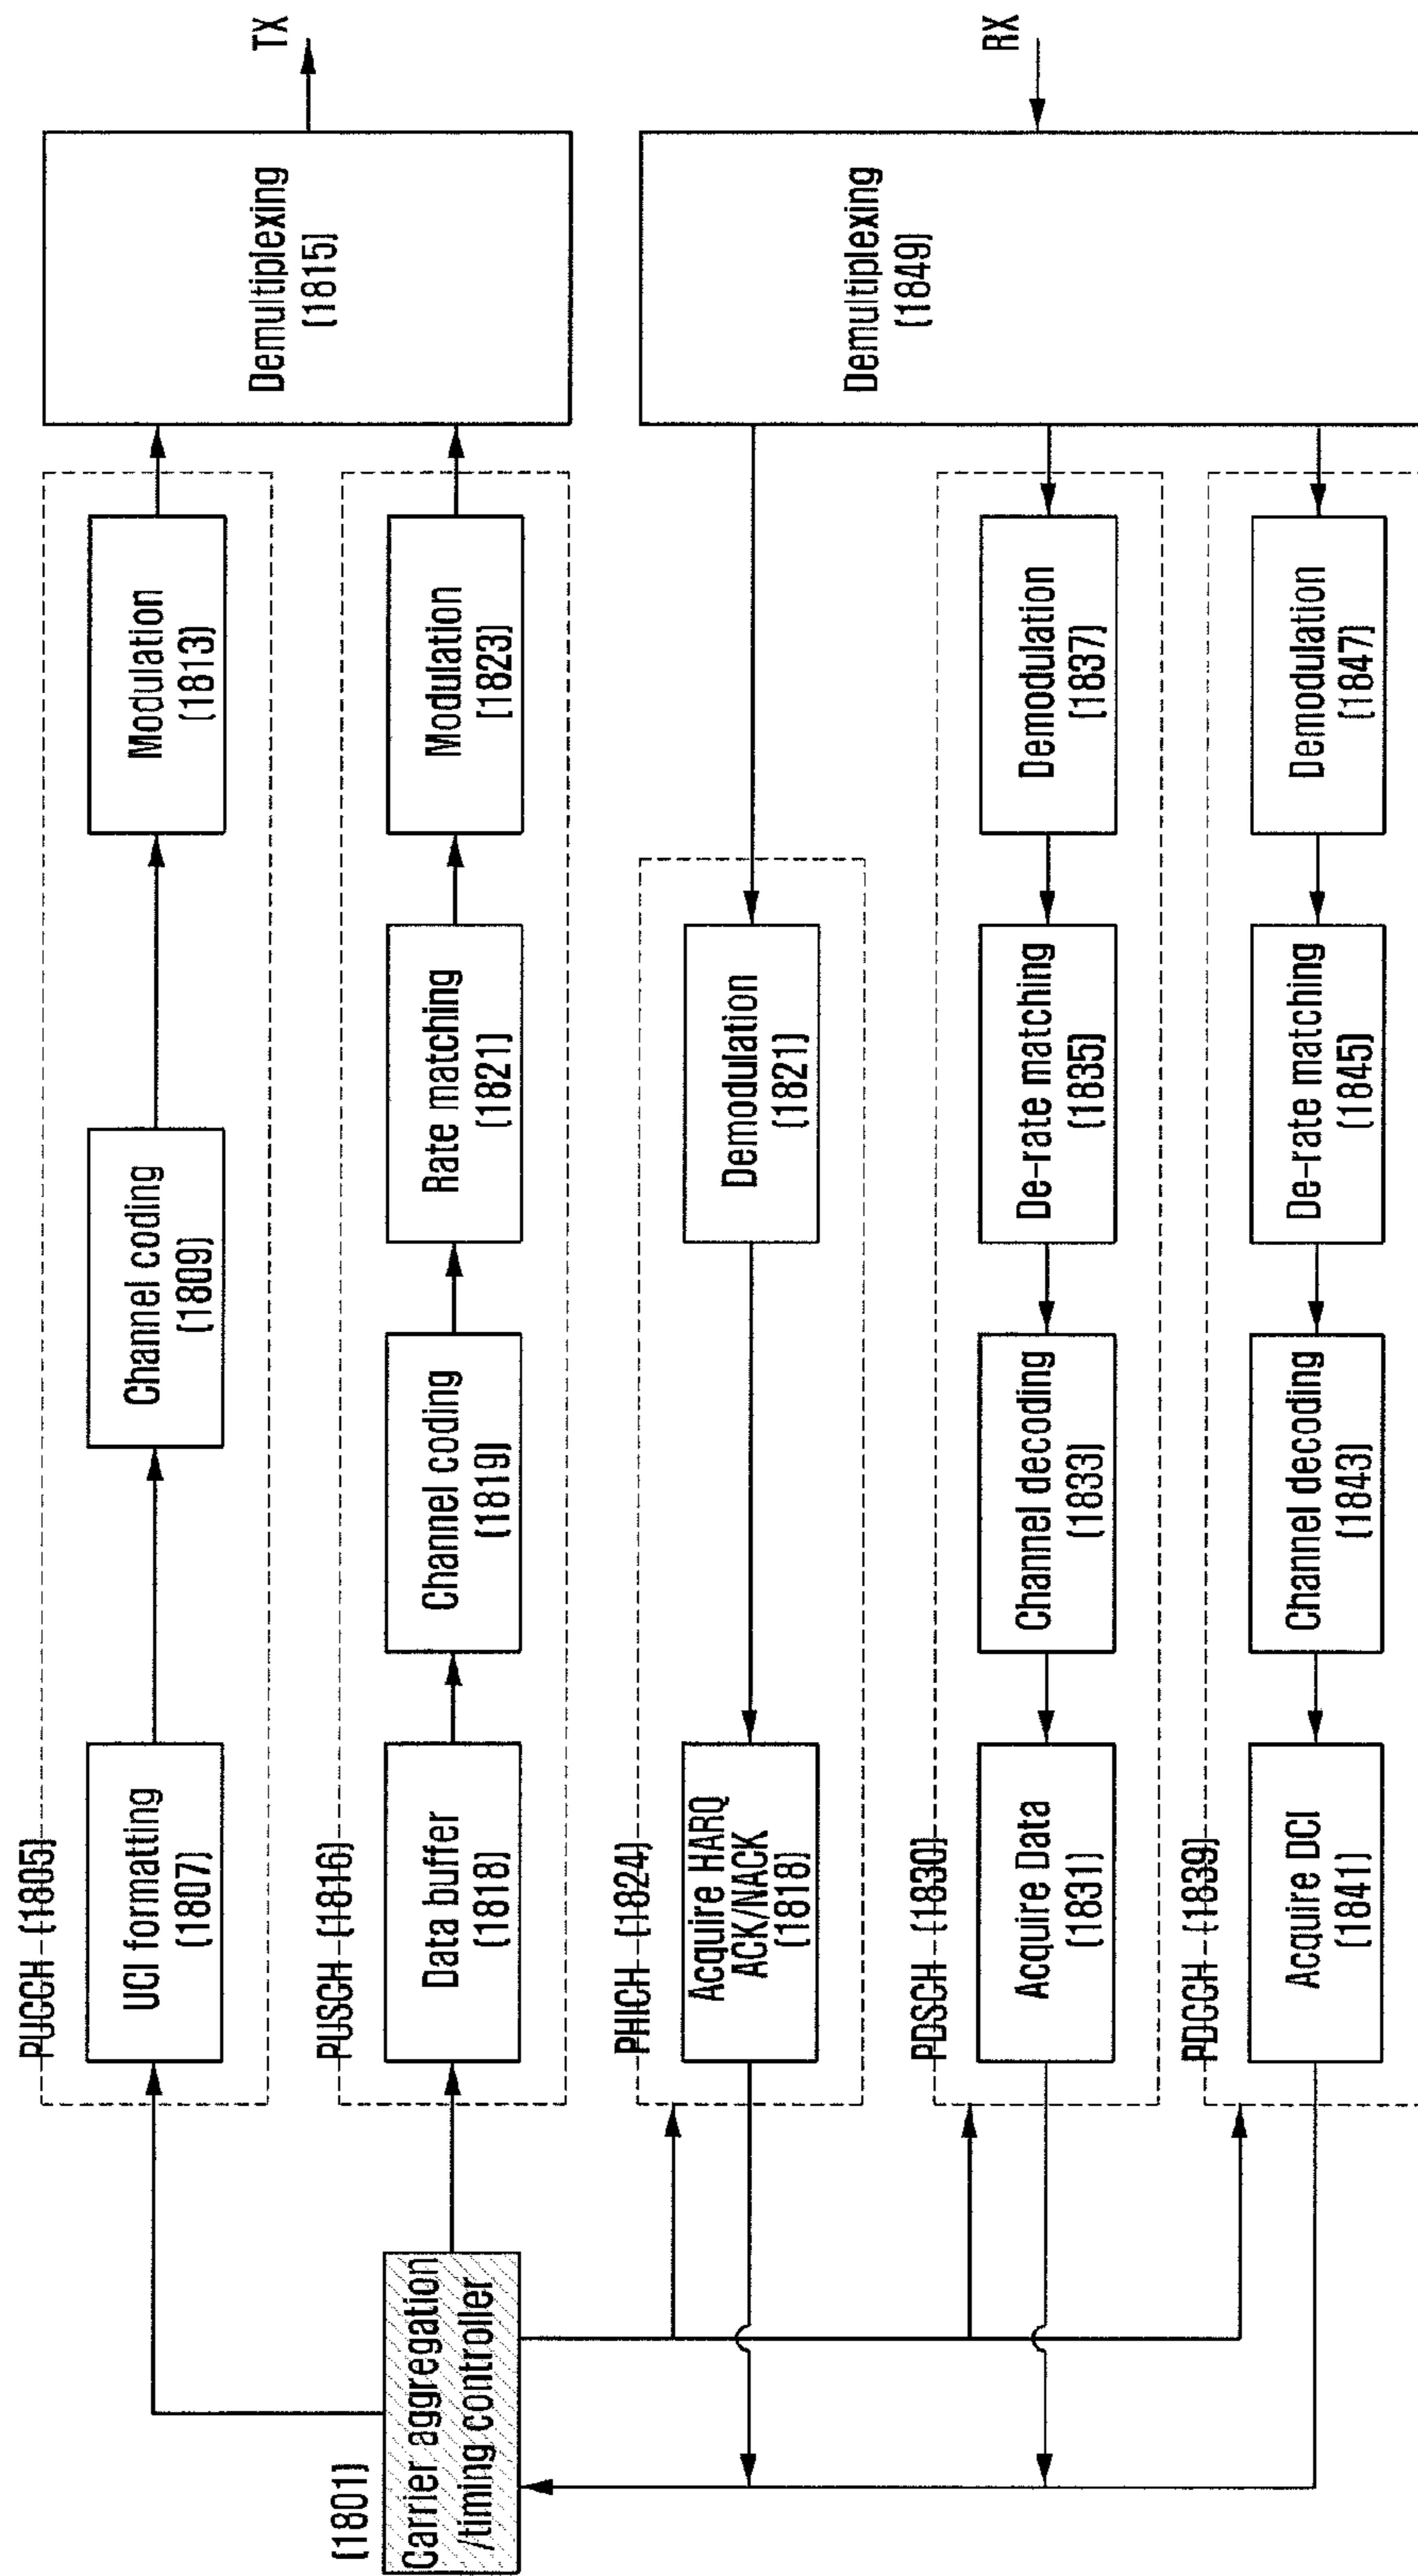 (1801)
Carrier aggregation
/timing controller
PUCCH (1805)
UCI formatting
(1807)
Channel coding
(1809)
Modulation
(1813)
Demultiplexing
(1815)
TX
PUSCH (1816)
Data buffer
(1818)
Channel coding
(1819)
Rate matching
(1821)
Modulation
(1823)
PHICH (1824)
Acquire HARQ
ACK/NACK
(1818)
Demodulation
(1821)
Demultiplexing
(1849)
RX
PDSCH (1830)
Acquire Data
(1831)
Channel decoding
(1833)
De-rate matching
(1835)
Demodulation
(1837)
PDCCH (1839)
Acquire DCI
(1841)
Channel decoding
(1843)
De-rate matching
(1845)
Demodulation
(1847)